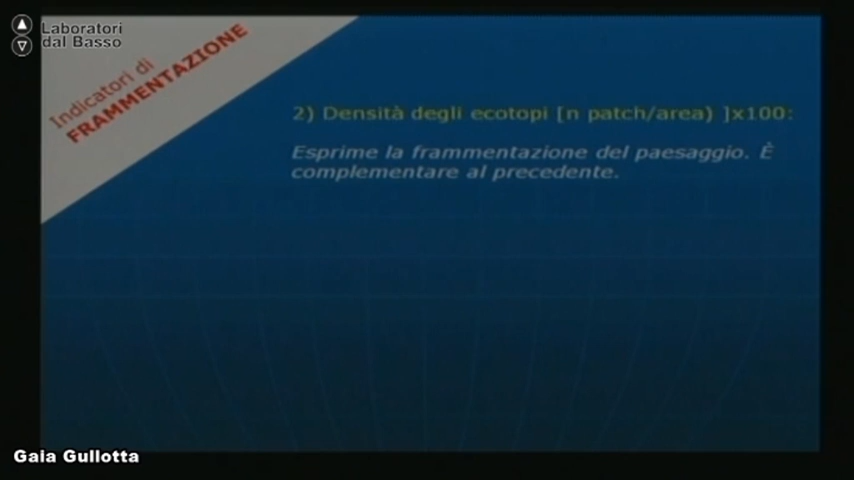 Laboratori
dal Basso
Indicatori di
FRAMMENTAZIONE
2) Densità degli ecotopi [n patch/area) ]x100:
Esprime la frammentazione del paesaggio. È
complementare al precedente.
Gaia Gullotta